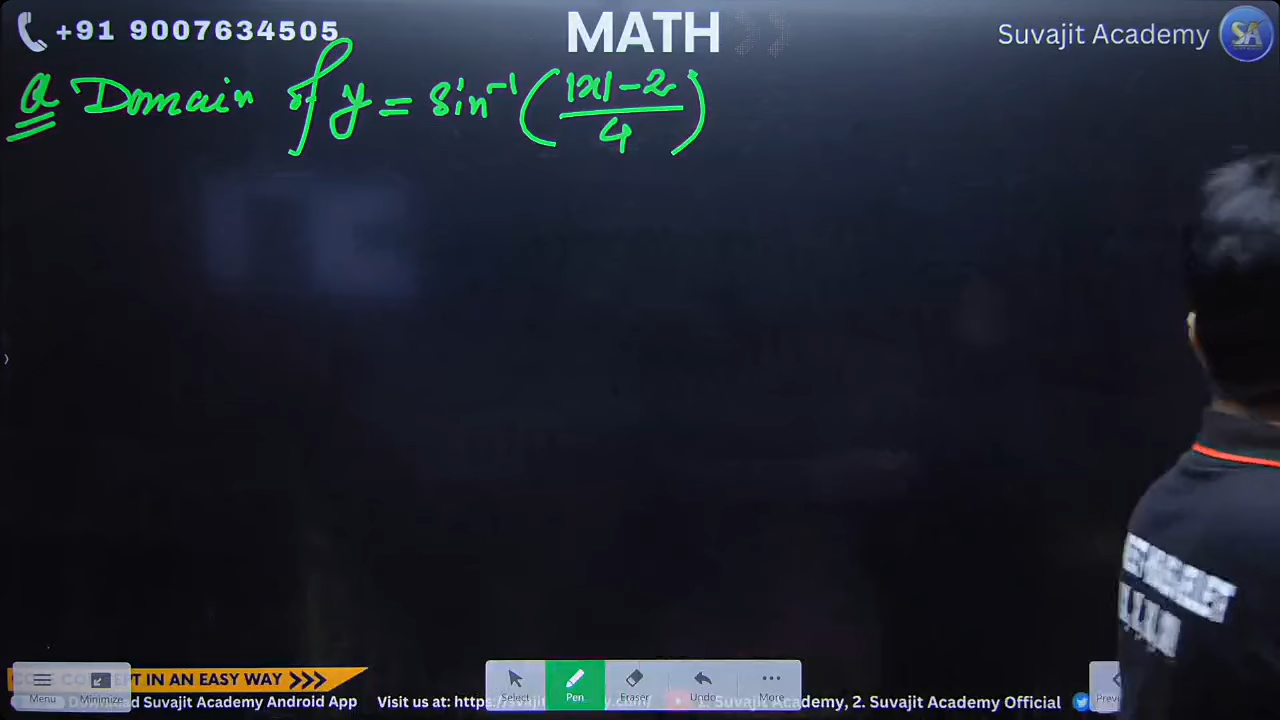 +91 9007634505
MATH
Suvajit Academy
SA
Q Domain of y = sin⁻¹(|x|-2/4)
CONCEPT IN AN EASY WAY >>>
Menu
Minimize
Select
Pen
Eraser
Undo
More
Suvajit Academy Android App
Visit us at: https://
Suvajit Academy, 2. Suvajit Academy Official